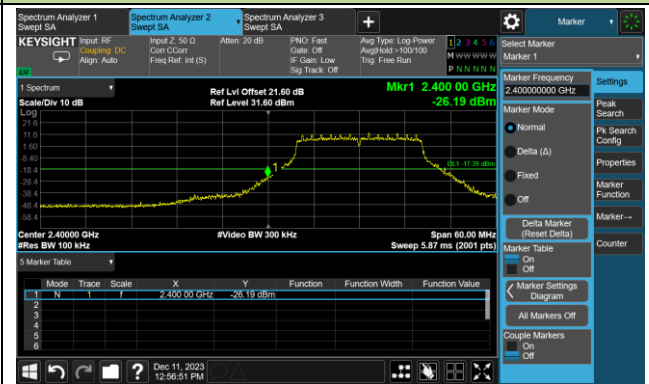 Spectrum Analyzer 1
Swept SA
Spectrum Analyzer 2
Swept SA
Spectrum Analyzer 3
Swept SA
Marker
KEYSIGHT
Input: RF
Coupling: DC
Align: Auto
Input Z: 50 Ω
Corr CCorr
Freq Ref: Int (S)
Atten: 20 dB
PNO: Fast
Gate: Off
IF Gain: Low
Sig Track: Off
Avg Type: Log-Power
Avg|Hold:>100/100
Trig: Free Run
1 2 3 4 5 6
M W W W W W
P N N N N N
Select Marker
Marker 1
1 Spectrum
Scale/Div 10 dB
Log
Ref Lvl Offset 21.60 dB
Ref Level 31.60 dBm
Mkr1 2.400 00 GHz
-26.19 dBm
21.6
11.6
1.60
-8.40
-18.4
-28.4
-38.4
-48.4
-58.4
1
DL1 -17.39 dBm
Center 2.40000 GHz
#Res BW 100 kHz
#Video BW 300 kHz
Span 60.00 MHz
Sweep 5.87 ms (2001 pts)
5 Marker Table
Mode Trace Scale X Y Function Function Width Function Value
1 N 1 f 2.400 00 GHz -26.19 dBm
2
3
4
5
6
Marker Frequency
2.400000000 GHz
Marker Mode
Normal
Delta (Δ)
Fixed
Off
Delta Marker
(Reset Delta)
Marker Table
On
Off
Marker Settings
Diagram
All Markers Off
Couple Markers
On
Off
Settings
Peak
Search
Pk Search
Config
Properties
Marker
Function
Marker→
Counter
Dec 11, 2023
12:56:51 PM